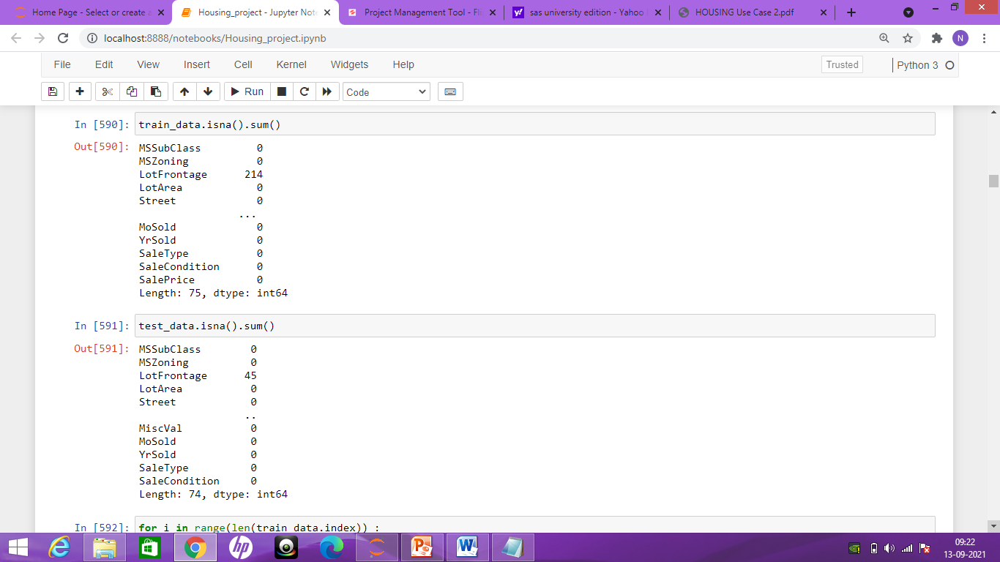 Home Page - Select or create a
Housing_project - Jupyter Note
Project Management Tool - Fli
sas university edition - Yahoo
HOUSING Use Case 2.pdf
localhost:8888/notebooks/Housing_project.ipynb
N
File Edit View Insert Cell Kernel Widgets Help
Trusted
Python 3
Run
Code
In [590]: train_data.isna().sum()
Out[590]: MSSubClass 0
MSZoning 0
LotFrontage 214
LotArea 0
Street 0
...
MoSold 0
YrSold 0
SaleType 0
SaleCondition 0
SalePrice 0
Length: 75, dtype: int64
In [591]: test_data.isna().sum()
Out[591]: MSSubClass 0
MSZoning 0
LotFrontage 45
LotArea 0
Street 0
..
MiscVal 0
MoSold 0
YrSold 0
SaleType 0
SaleCondition 0
Length: 74, dtype: int64
In [592]: for i in range(len(train_data.index)) :
09:22
13-09-2021